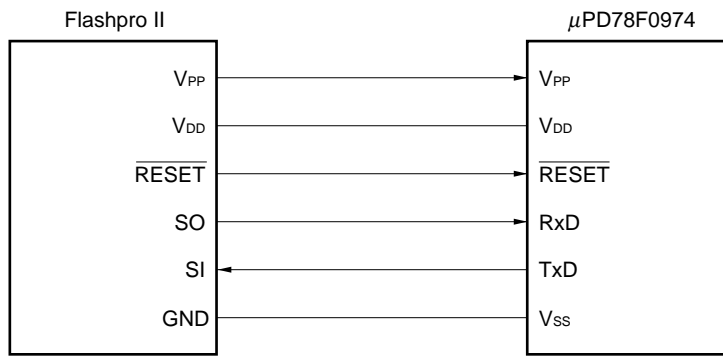 Flashpro II
μPD78F0974
VPP
VPP
VDD
VDD
RESET
RESET
SO
RxD
SI
TxD
GND
VSS